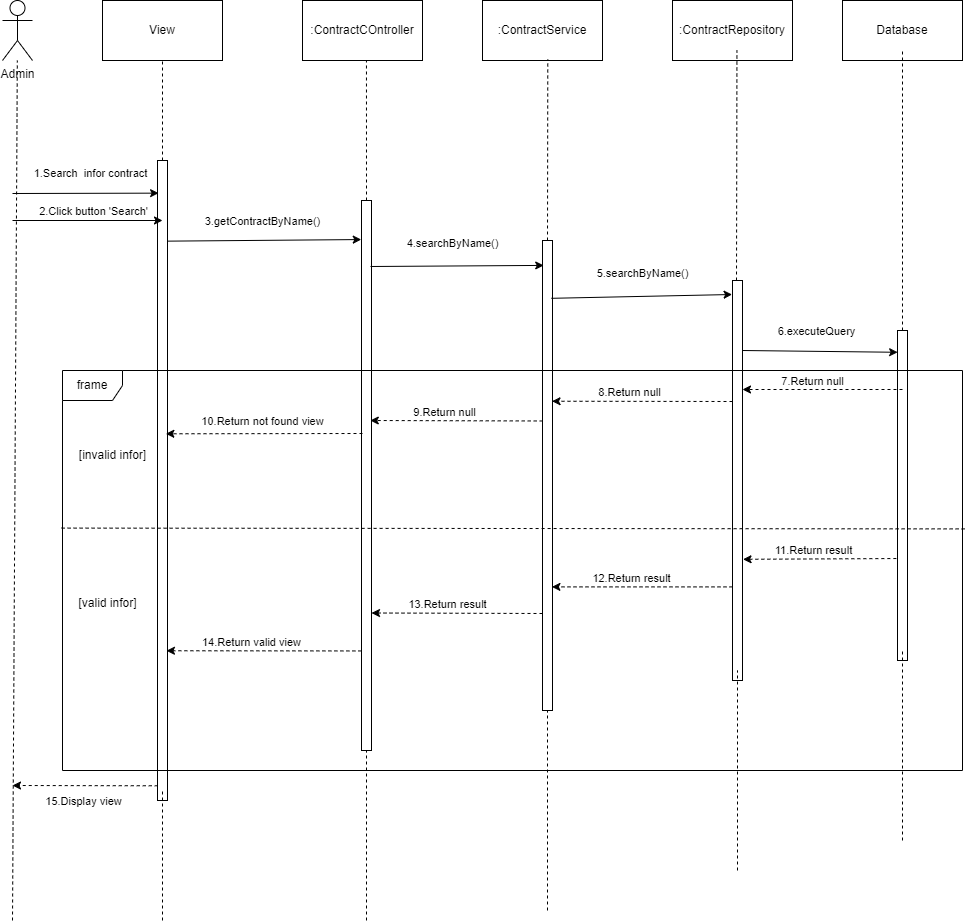 View
:ContractCOntroller
:ContractService
:ContractRepository
Database
Admin
1.Search infor contract
2.Click button 'Search'
3.getContractByName()
4.searchByName()
5.searchByName()
6.executeQuery
frame
7.Return null
8.Return null
9.Return null
10.Return not found view
[invalid infor]
11.Return result
12.Return result
[valid infor]
13.Return result
14.Return valid view
15.Display view